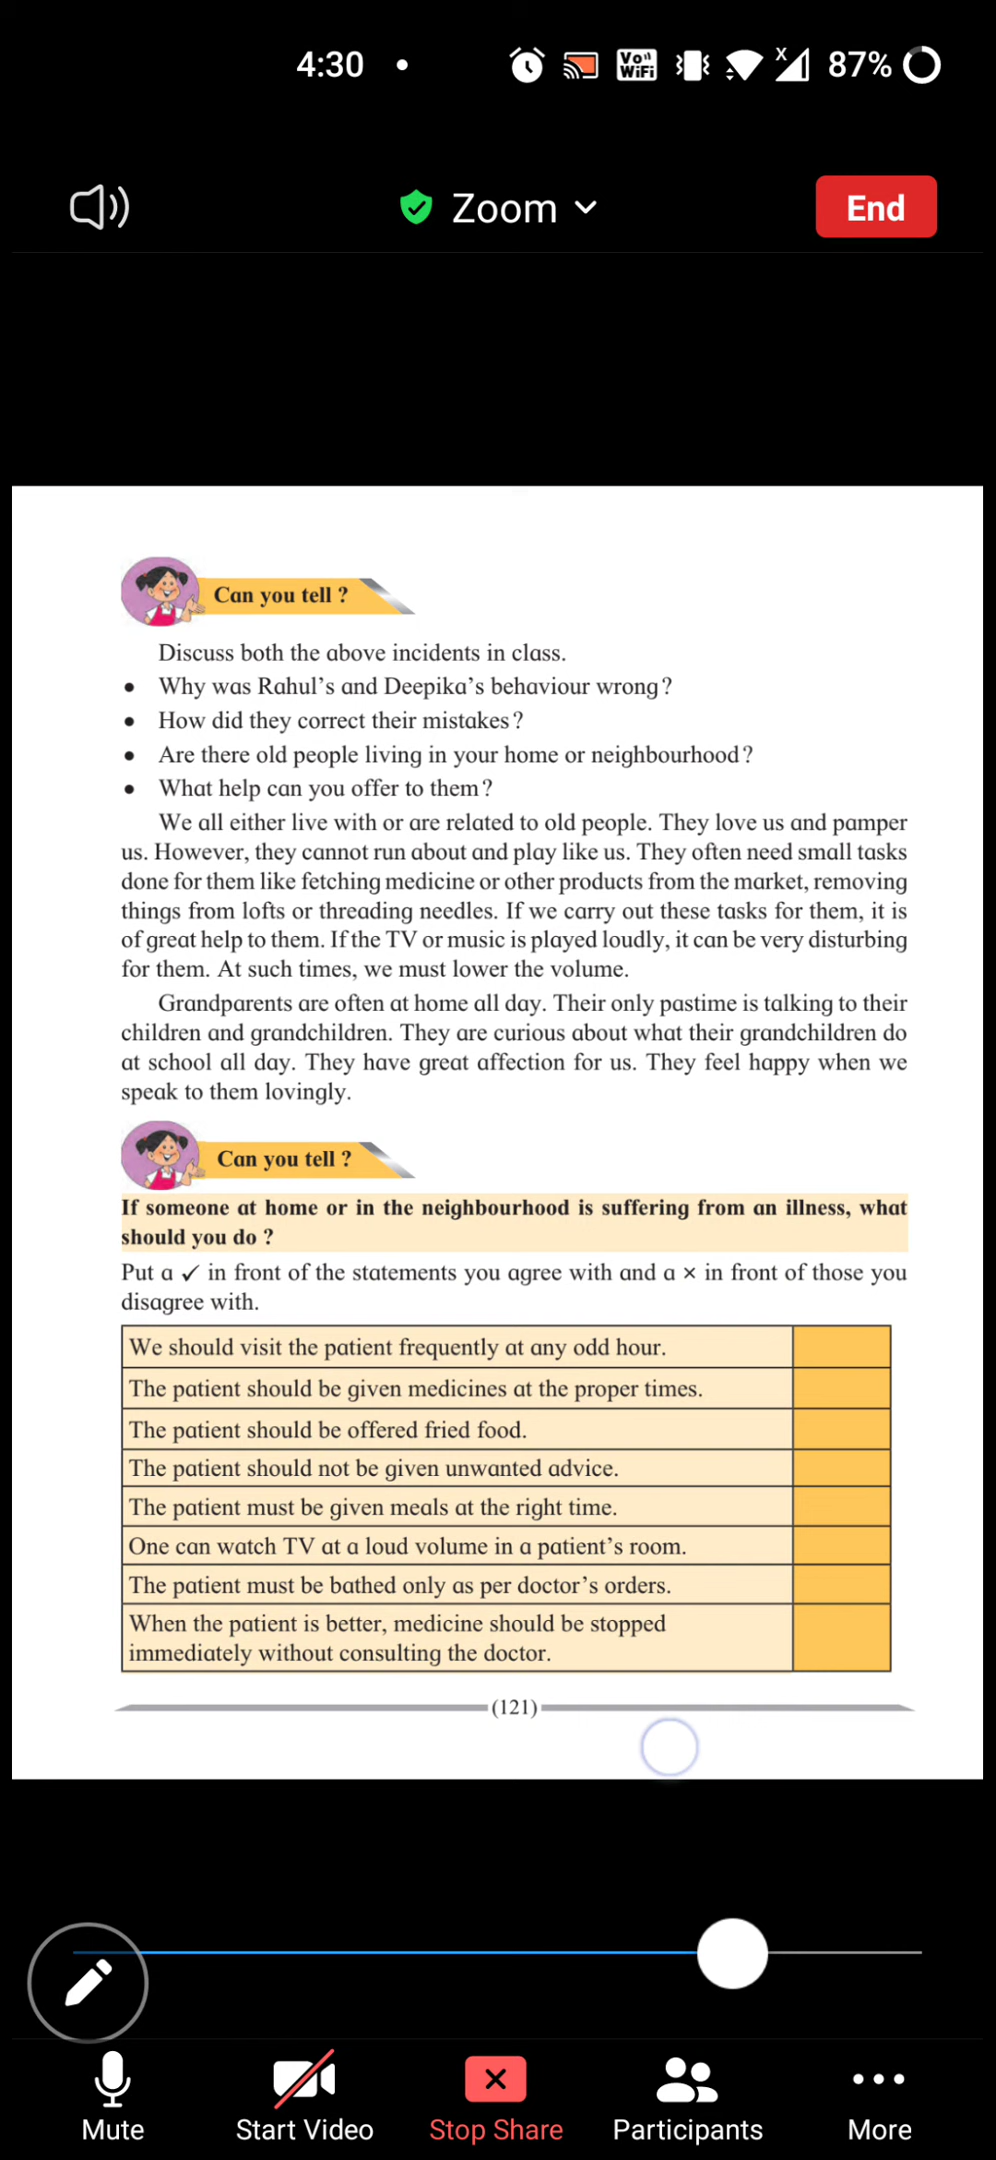 4:30
Vo WiFi
X
87%
Zoom
End
Can you tell ?
Discuss both the above incidents in class.
• Why was Rahul's and Deepika's behaviour wrong?
• How did they correct their mistakes?
• Are there old people living in your home or neighbourhood?
• What help can you offer to them?
We all either live with or are related to old people. They love us and pamper
us. However, they cannot run about and play like us. They often need small tasks
done for them like fetching medicine or other products from the market, removing
things from lofts or threading needles. If we carry out these tasks for them, it is
of great help to them. If the TV or music is played loudly, it can be very disturbing
for them. At such times, we must lower the volume.
Grandparents are often at home all day. Their only pastime is talking to their
children and grandchildren. They are curious about what their grandchildren do
at school all day. They have great affection for us. They feel happy when we
speak to them lovingly.
Can you tell ?
If someone at home or in the neighbourhood is suffering from an illness, what
should you do ?
Put a ✓ in front of the statements you agree with and a × in front of those you
disagree with.
We should visit the patient frequently at any odd hour.
The patient should be given medicines at the proper times.
The patient should be offered fried food.
The patient should not be given unwanted advice.
The patient must be given meals at the right time.
One can watch TV at a loud volume in a patient's room.
The patient must be bathed only as per doctor's orders.
When the patient is better, medicine should be stopped
immediately without consulting the doctor.
(121)
Mute
Start Video
Stop Share
Participants
More